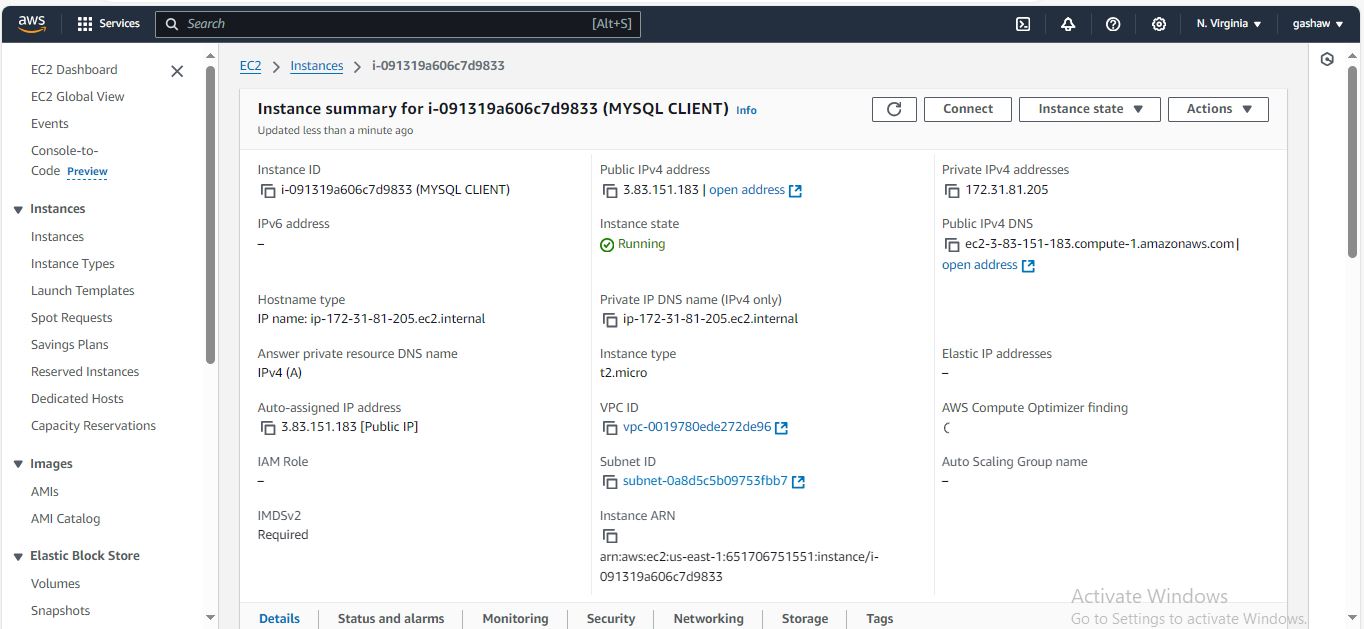 aws
Services
Search
[Alt+S]
N. Virginia
gashaw
EC2 Dashboard
EC2 Global View
Events
Console-to-
Code Preview
Instances
Instances
Instance Types
Launch Templates
Spot Requests
Savings Plans
Reserved Instances
Dedicated Hosts
Capacity Reservations
Images
AMIs
AMI Catalog
Elastic Block Store
Volumes
Snapshots
EC2 > Instances > i-091319a606c7d9833
Instance summary for i-091319a606c7d9833 (MYSQL CLIENT) Info
Updated less than a minute ago
Connect
Instance state
Actions
Instance ID
i-091319a606c7d9833 (MYSQL CLIENT)
Public IPv4 address
3.83.151.183 | open address
Private IPv4 addresses
172.31.81.205
IPv6 address
–
Instance state
Running
Public IPv4 DNS
ec2-3-83-151-183.compute-1.amazonaws.com |
open address
Hostname type
IP name: ip-172-31-81-205.ec2.internal
Private IP DNS name (IPv4 only)
ip-172-31-81-205.ec2.internal
Answer private resource DNS name
IPv4 (A)
Instance type
t2.micro
Elastic IP addresses
–
Auto-assigned IP address
3.83.151.183 [Public IP]
VPC ID
vpc-0019780ede272de96
AWS Compute Optimizer finding
IAM Role
–
Subnet ID
subnet-0a8d5c5b09753fbb7
Auto Scaling Group name
–
IMDSv2
Required
Instance ARN
arn:aws:ec2:us-east-1:651706751551:instance/i-
091319a606c7d9833
Details
Status and alarms
Monitoring
Security
Networking
Storage
Tags
Activate Windows
Go to Settings to activate Windows.